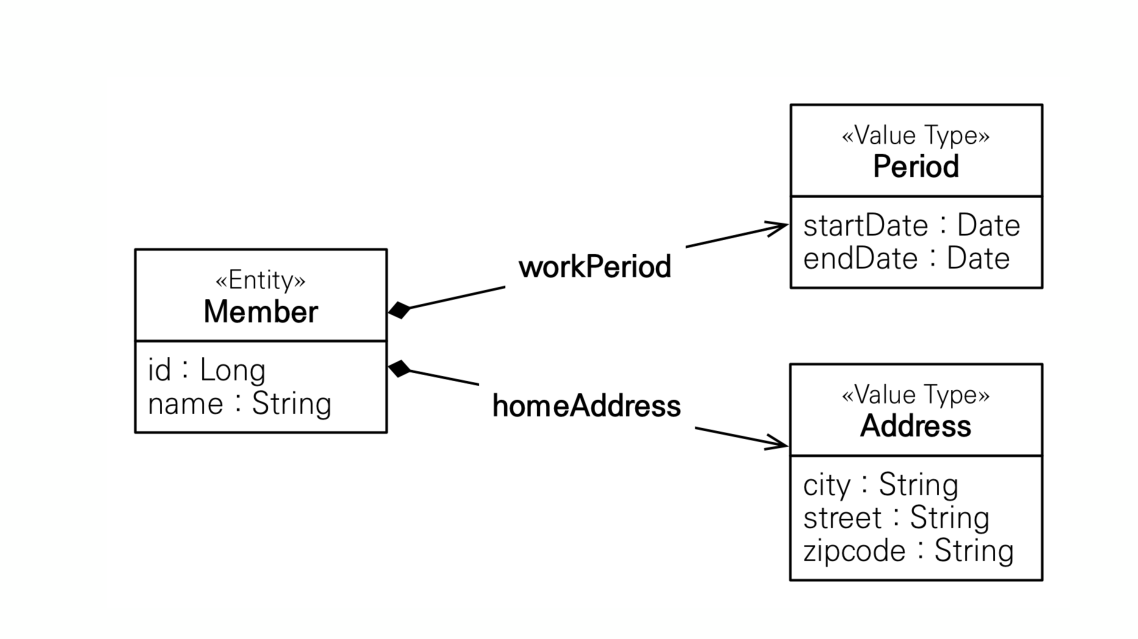 «Entity»
Member
id : Long
name : String
workPeriod
homeAddress
«Value Type»
Period
startDate : Date
endDate : Date
«Value Type»
Address
city : String
street : String
zipcode : String